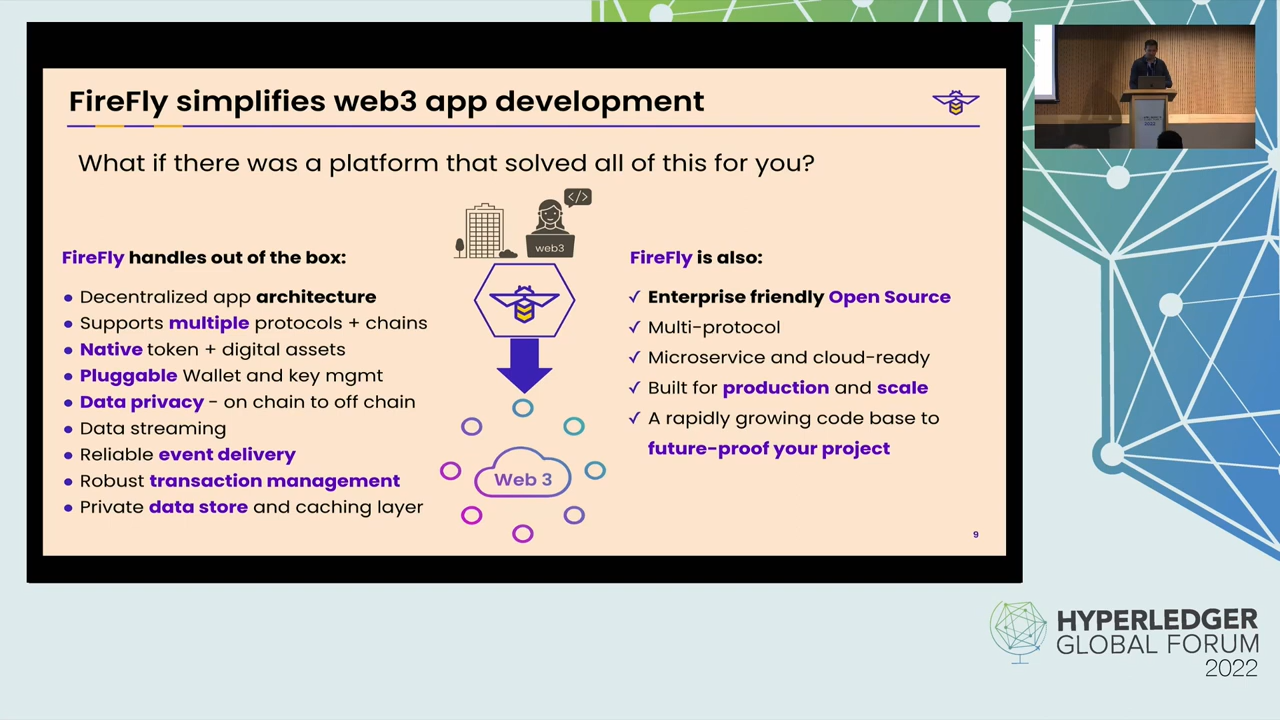 FireFly simplifies web3 app development
What if there was a platform that solved all of this for you?
</>
web3
FireFly handles out of the box:
• Decentralized app architecture
• Supports multiple protocols + chains
• Native token + digital assets
• Pluggable Wallet and key mgmt
• Data privacy - on chain to off chain
• Data streaming
• Reliable event delivery
• Robust transaction management
• Private data store and caching layer
Web 3
FireFly is also:
✓ Enterprise friendly Open Source
✓ Multi-protocol
✓ Microservice and cloud-ready
✓ Built for production and scale
✓ A rapidly growing code base to
future-proof your project
9
HYPERLEDGER
GLOBAL FORUM
2022